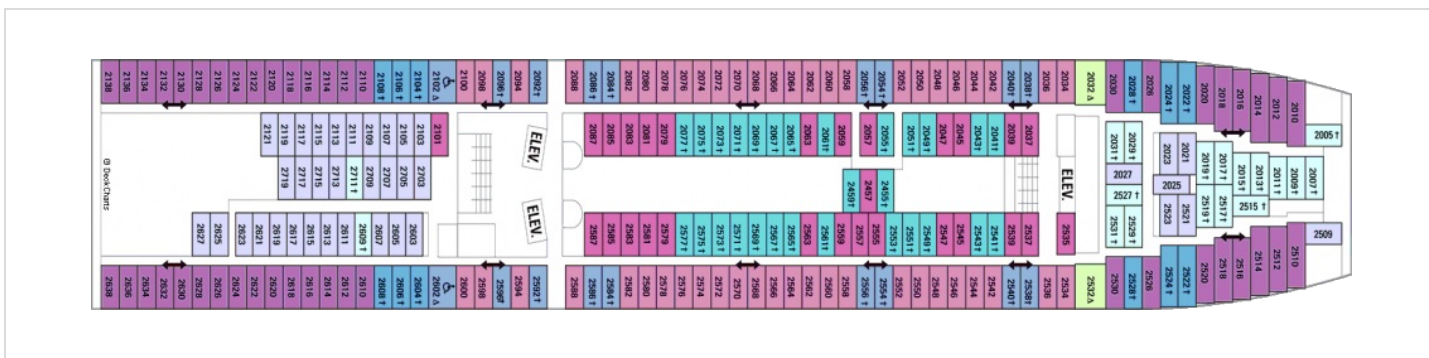 2138 2136 2134 2132 2130 2128 2126 2124 2122 2120 2118 2116 2114 2112 2110 2108† 2106† 2104† 2102 Δ 2100 2098 2096† 2094 2092† 2088 2086† 2084† 2082 2080 2078 2076 2074 2072 2070 2068 2066 2064 2062 2060 2058 2056† 2054† 2052 2050 2048 2046 2044 2042 2040† 2038† 2036 2034 2032 Δ 2030 2028† 2026 2024† 2022† 2020 2018 2016 2014 2012 2010
2005†
2121 2119 2117 2115 2113 2111 2109 2107 2105 2103 2101 ELEV. 2087 2085 2083 2081 2079 2077† 2075† 2073† 2071† 2069† 2067† 2065† 2063 2061† 2059 2057 2055† 2051† 2049† 2047 2045 2043† 2041† 2039 2037 2031† 2029† 2023 2021
2719 2717 2715 2713 2711† 2709 2707 2705 2703 2459† 2457 2455† ELEV. 2027 2025 2019† 2017† 2015† 2013† 2011† 2009† 2007†
2527 †
2519† 2517† 2515 †
© DeckCharts
2627 2625 2623 2621 2619 2617 2615 2613 2611 2609† 2607 2605 2603 ELEV. 2587 2585 2583 2581 2579 2577† 2575† 2573† 2571† 2569† 2567† 2565† 2563 2561† 2559 2557 2555 2553† 2551† 2549† 2547 2545 2543† 2541† 2539 2537 2535 2531† 2529† 2523 2521
2509
2638 2636 2634 2632 2630 2628 2626 2624 2622 2620 2618 2616 2614 2612 2610 2608† 2606† 2604† 2602 Δ 2600 2598 2596† 2594 2592† 2588 2586† 2584† 2582 2580 2578 2576 2574 2572 2570 2568 2566 2564 2562 2560 2558 2556† 2554† 2552 2550 2548 2546 2544 2542 2540† 2538† 2536 2534 2532 Δ 2530 2528† 2526 2524† 2522† 2520 2518 2516 2514 2512 2510